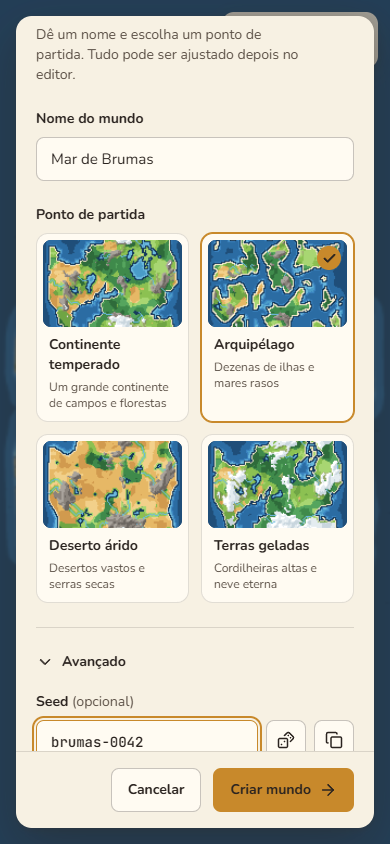 Dê um nome e escolha um ponto de
partida. Tudo pode ser ajustado depois no
editor.
Nome do mundo
Mar de Brumas
Ponto de partida
Continente
temperado
Um grande continente
de campos e florestas
Arquipélago
Dezenas de ilhas e
mares rasos
Deserto árido
Desertos vastos e
serras secas
Terras geladas
Cordilheiras altas e
neve eterna
Avançado
Seed (opcional)
brumas-0042
Cancelar
Criar mundo